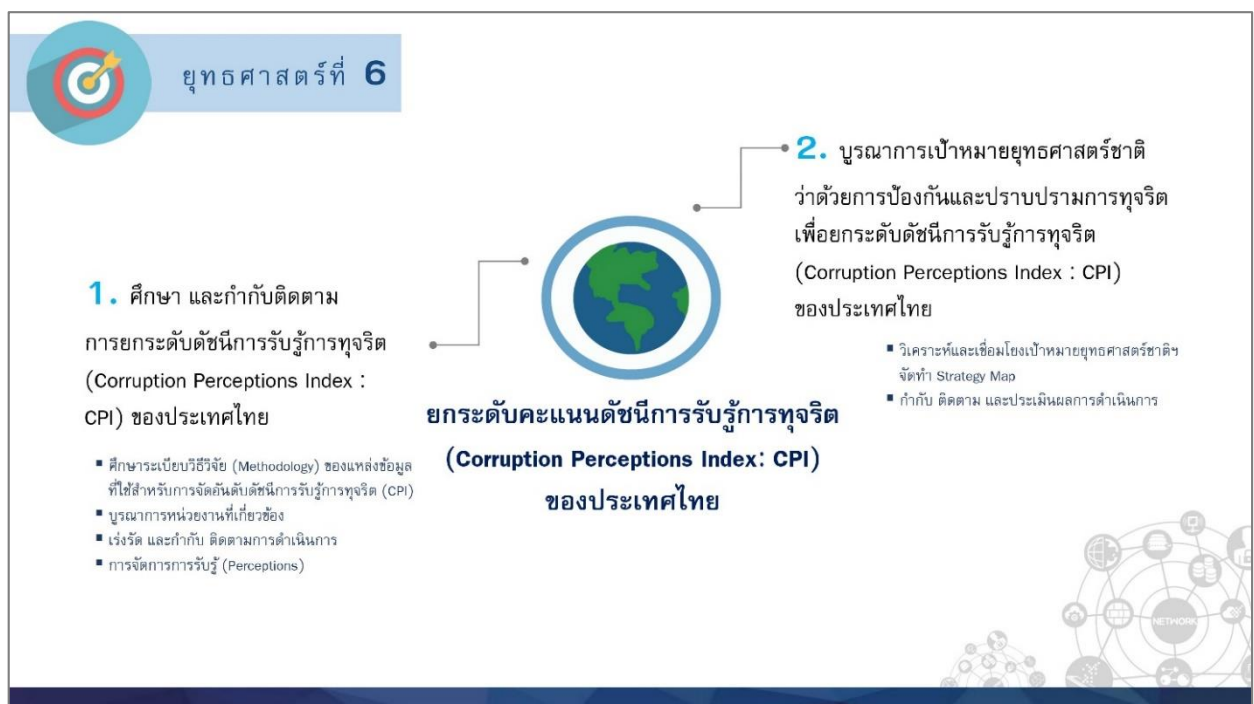 ยุทธศาสตร์ที่ 6
1. ศึกษา และกำกับติดตาม
การยกระดับดัชนีการรับรู้การทุจริต
(Corruption Perceptions Index :
CPI) ของประเทศไทย
▪ ศึกษาระเบียบวิธีวิจัย (Methodology) ของแหล่งข้อมูล
ที่ใช้สำหรับการจัดอันดับดัชนีการรับรู้การทุจริต (CPI)
▪ บูรณาการหน่วยงานที่เกี่ยวข้อง
▪ เร่งรัด และกำกับ ติดตามการดำเนินการ
▪ การจัดการการรับรู้ (Perceptions)
ยกระดับคะแนนดัชนีการรับรู้การทุจริต
(Corruption Perceptions Index: CPI)
ของประเทศไทย
2. บูรณาการเป้าหมายยุทธศาสตร์ชาติ
ว่าด้วยการป้องกันและปราบปรามการทุจริต
เพื่อยกระดับดัชนีการรับรู้การทุจริต
(Corruption Perceptions Index : CPI)
ของประเทศไทย
▪ วิเคราะห์และเชื่อมโยงเป้าหมายยุทธศาสตร์ชาติฯ
จัดทำ Strategy Map
▪ กำกับ ติดตาม และประเมินผลการดำเนินการ
NETWORK